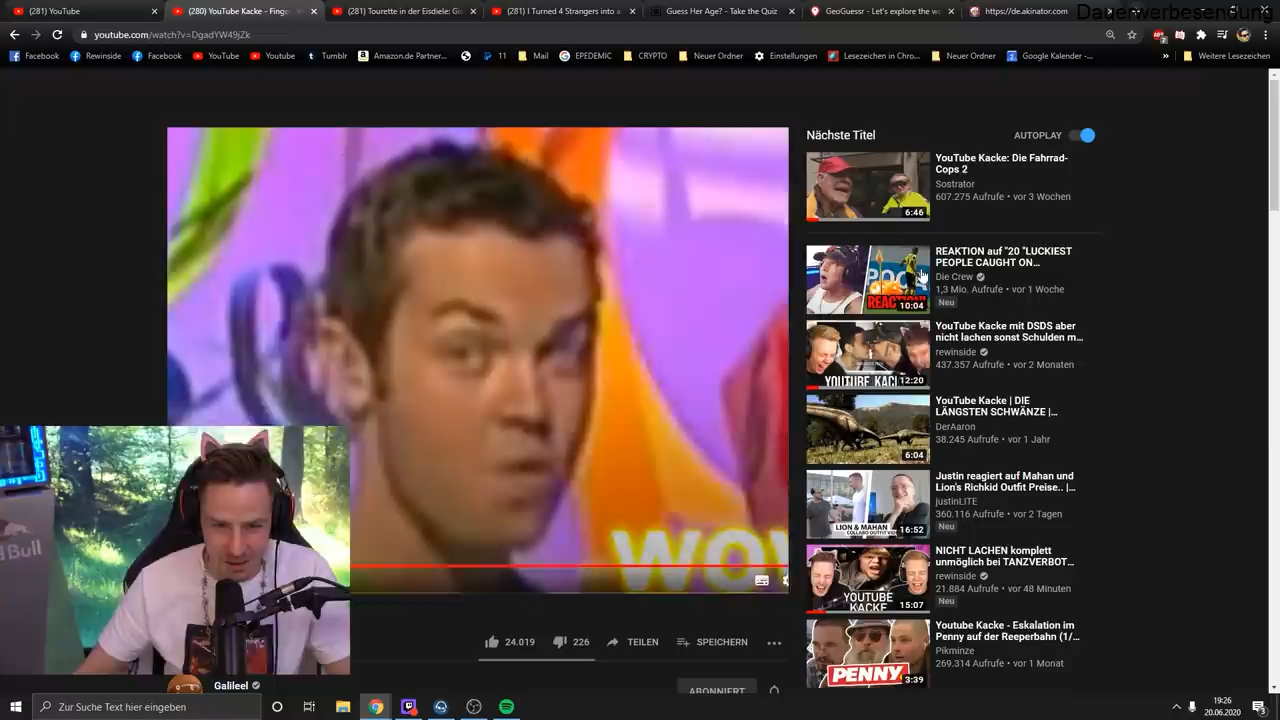 Dauerwerbesendung
(281) YouTube
(280) YouTube Kacke - Finge
(281) Tourette in der Eisdiele: Gi
(281) I Turned 4 Strangers into a
Guess Her Age? - Take the Quiz
GeoGuessr - Let's explore the w
https://de.akinator.com
youtube.com/watch?v=DgadYW49jZk
Facebook
Rewinside
Facebook
YouTube
Youtube
Tumblr
Amazon.de Partner...
11
Mail
EPEDEMIC
CRYPTO
Neuer Ordner
Einstellungen
Lesezeichen in Chro...
Neuer Ordner
Google Kalender -...
»
Weitere Lesezeichen
Nächste Titel
AUTOPLAY
YouTube Kacke: Die Fahrrad-
Cops 2
Sostrator
607.275 Aufrufe • vor 3 Wochen
6:46
REAKTION auf "20 "LUCKIEST
PEOPLE CAUGHT ON...
Die Crew
1,3 Mio. Aufrufe • vor 1 Woche
Neu
REACTION!
10:04
YouTube Kacke mit DSDS aber
nicht lachen sonst Schulden m...
rewinside
437.357 Aufrufe • vor 2 Monaten
YOUTUBE KACKE
12:20
YouTube Kacke | DIE
LÄNGSTEN SCHWÄNZE |...
DerAaron
38.245 Aufrufe • vor 1 Jahr
6:04
Justin reagiert auf Mahan und
Lion's Richkid Outfit Preise.. |...
justinLITE
360.116 Aufrufe • vor 2 Tagen
Neu
LION & MAHAN
16:52
NICHT LACHEN komplett
unmöglich bei TANZVERBOT...
rewinside
21.884 Aufrufe • vor 48 Minuten
Neu
YOUTUBE
KACKE
15:07
Youtube Kacke - Eskalation im
Penny auf der Reeperbahn (1/...
Pikminze
269.314 Aufrufe • vor 1 Monat
PENNY
3:39
WO
Red Bull
24.019
226
TEILEN
SPEICHERN
Galileel
ABONNIERT
Zur Suche Text hier eingeben
19:26
20.06.2020